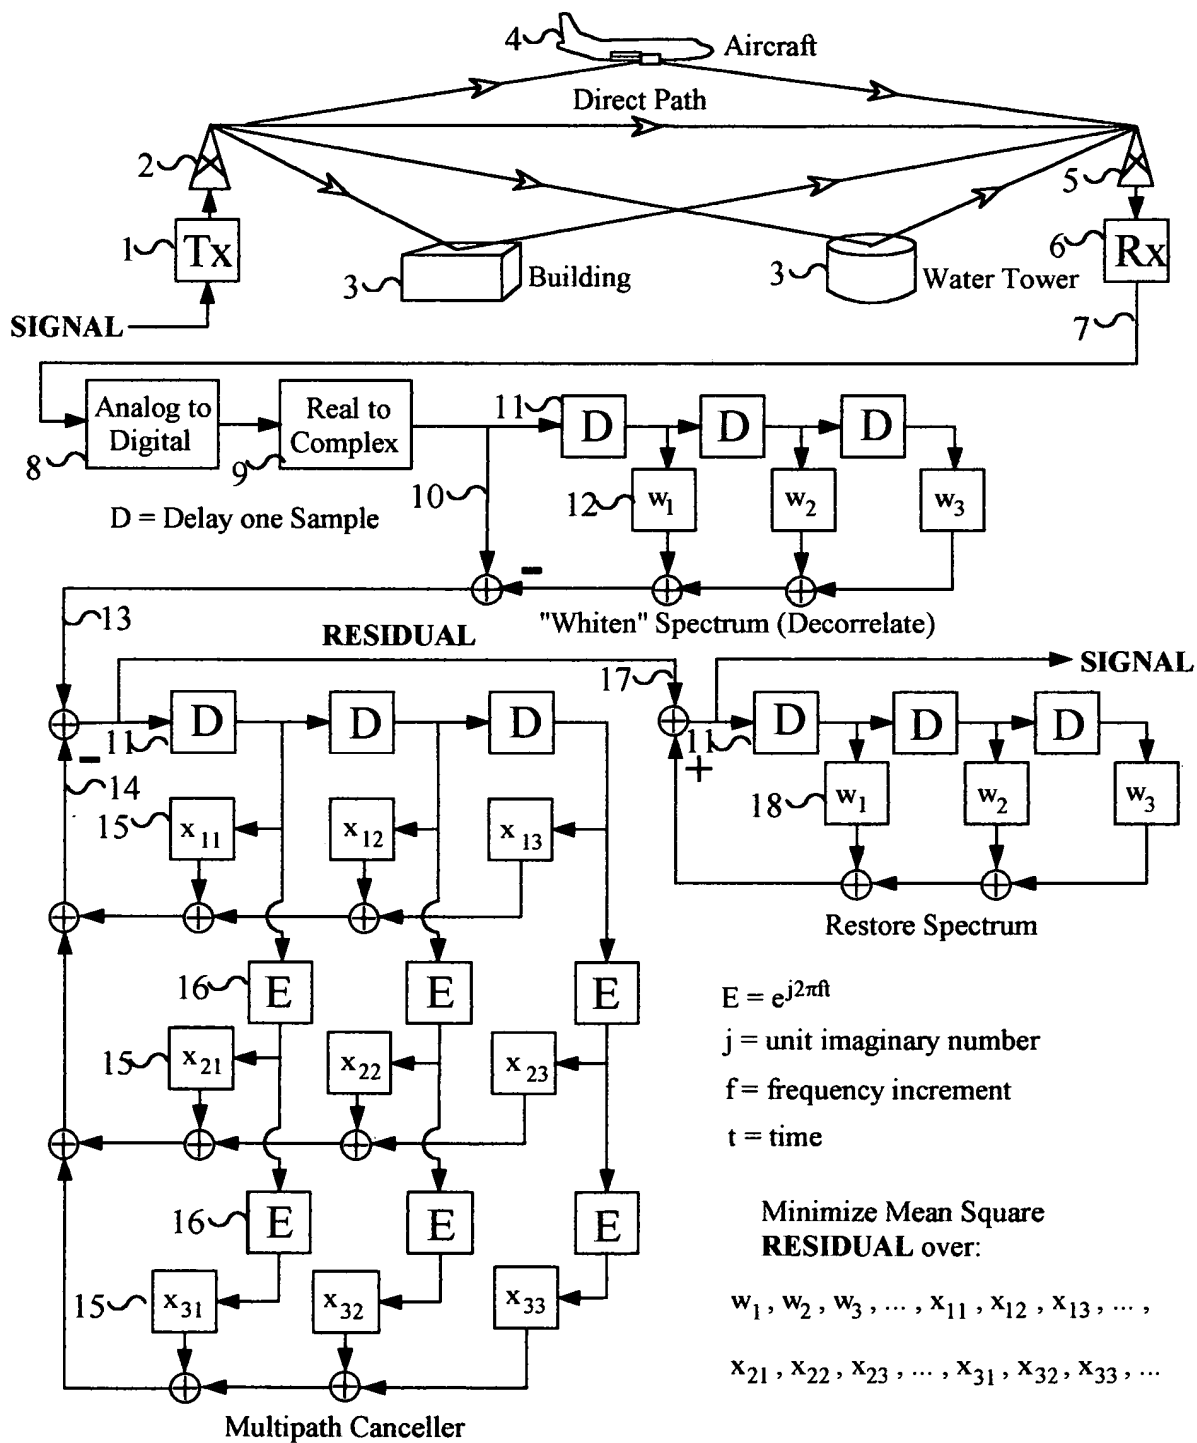 4 Aircraft
Direct Path
2 5
1 Tx 3 Building 3 Water Tower 6 Rx
SIGNAL 7
Analog to Digital 8
Real to Complex 9
11 D D D
10 12 w1 w2 w3
D = Delay one Sample
-
13 "Whiten" Spectrum (Decorrelate)
RESIDUAL
17 SIGNAL
11 D D D 11 D D D
- +
14
15 x11 x12 x13 18 w1 w2 w3
Restore Spectrum
16 E E E
E = e^j2πft
15 x21 x22 x23 j = unit imaginary number
f = frequency increment
t = time
16 E E E
Minimize Mean Square
RESIDUAL over:
15 x31 x32 x33
w1 , w2 , w3 , ... , x11 , x12 , x13 , ... ,
x21 , x22 , x23 , ... , x31 , x32 , x33 , ...
Multipath Canceller